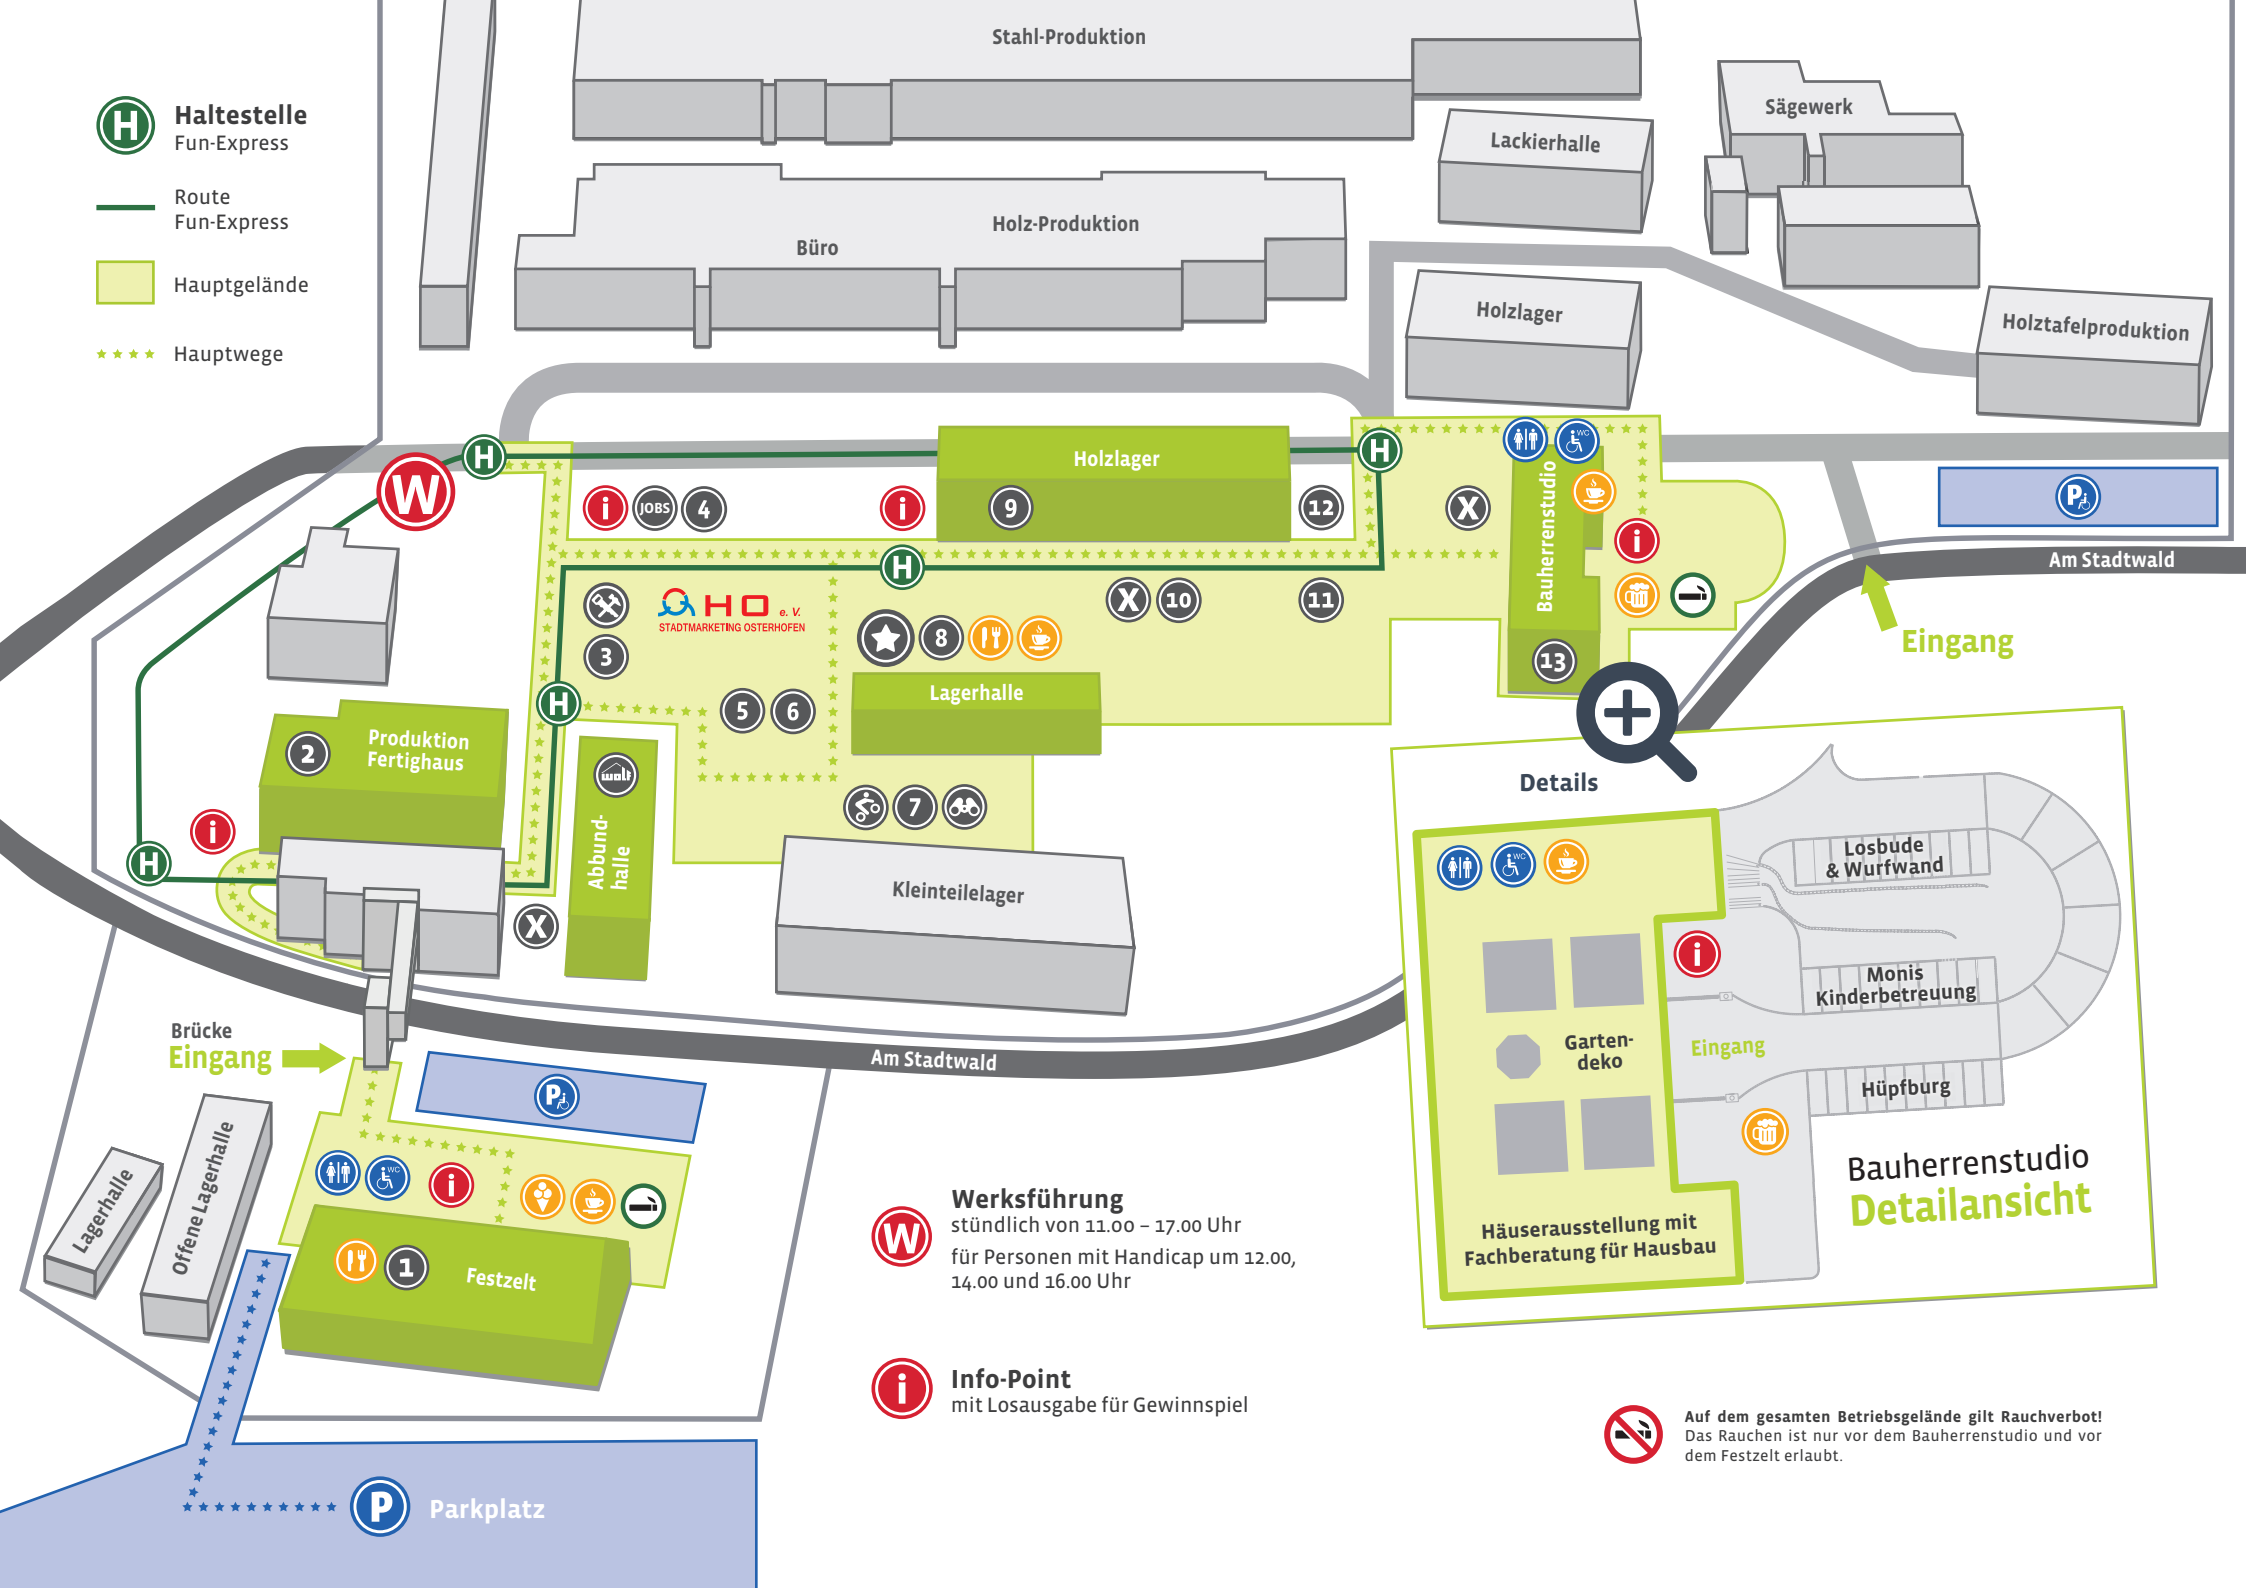 Stahl-Produktion
Sägewerk
Lackierhalle
H
Haltestelle
Fun-Express
Route
Fun-Express
Hauptgelände
Hauptwege
Büro
Holz-Produktion
Holzlager
Holztafelproduktion
H
W
Holzlager
H
i
JOBS
4
i
9
12
X
WC
Bauherrenstudio
i
P
Am Stadtwald
Eingang
H
3
HO e. V.
STADTMARKETING OSTERHOFEN
8
X
10
11
13
H
5
6
Lagerhalle
2
Produktion
Fertighaus
wolf
Abbund-
halle
7
i
H
X
Kleinteilelager
Details
WC
Losbude
& Wurfwand
i
Monis
Kinderbetreuung
Garten-
deko
Eingang
Hüpfburg
Bauherrenstudio
Detailansicht
Häuserausstellung mit
Fachberatung für Hausbau
Brücke
Eingang
Am Stadtwald
P
WC
i
Lagerhalle
Offene Lagerhalle
1
Festzelt
W
Werksführung
stündlich von 11.00 – 17.00 Uhr
für Personen mit Handicap um 12.00,
14.00 und 16.00 Uhr
i
Info-Point
mit Losausgabe für Gewinnspiel
Auf dem gesamten Betriebsgelände gilt Rauchverbot!
Das Rauchen ist nur vor dem Bauherrenstudio und vor
dem Festzelt erlaubt.
P
Parkplatz